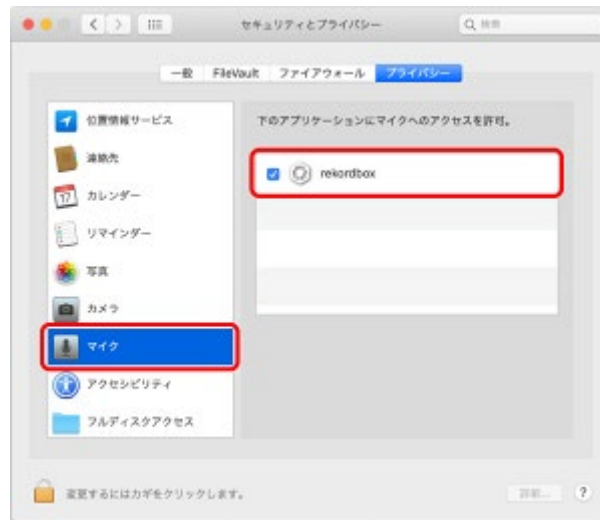 セキュリティとプライバシー
検索
一般 FileVault ファイアウォール プライバシー
位置情報サービス
連絡先
カレンダー
17
リマインダー
写真
カメラ
マイク
アクセシビリティ
フルディスクアクセス
下のアプリケーションにマイクへのアクセスを許可。
rekordbox
変更するにはカギをクリックします。
詳細... ?